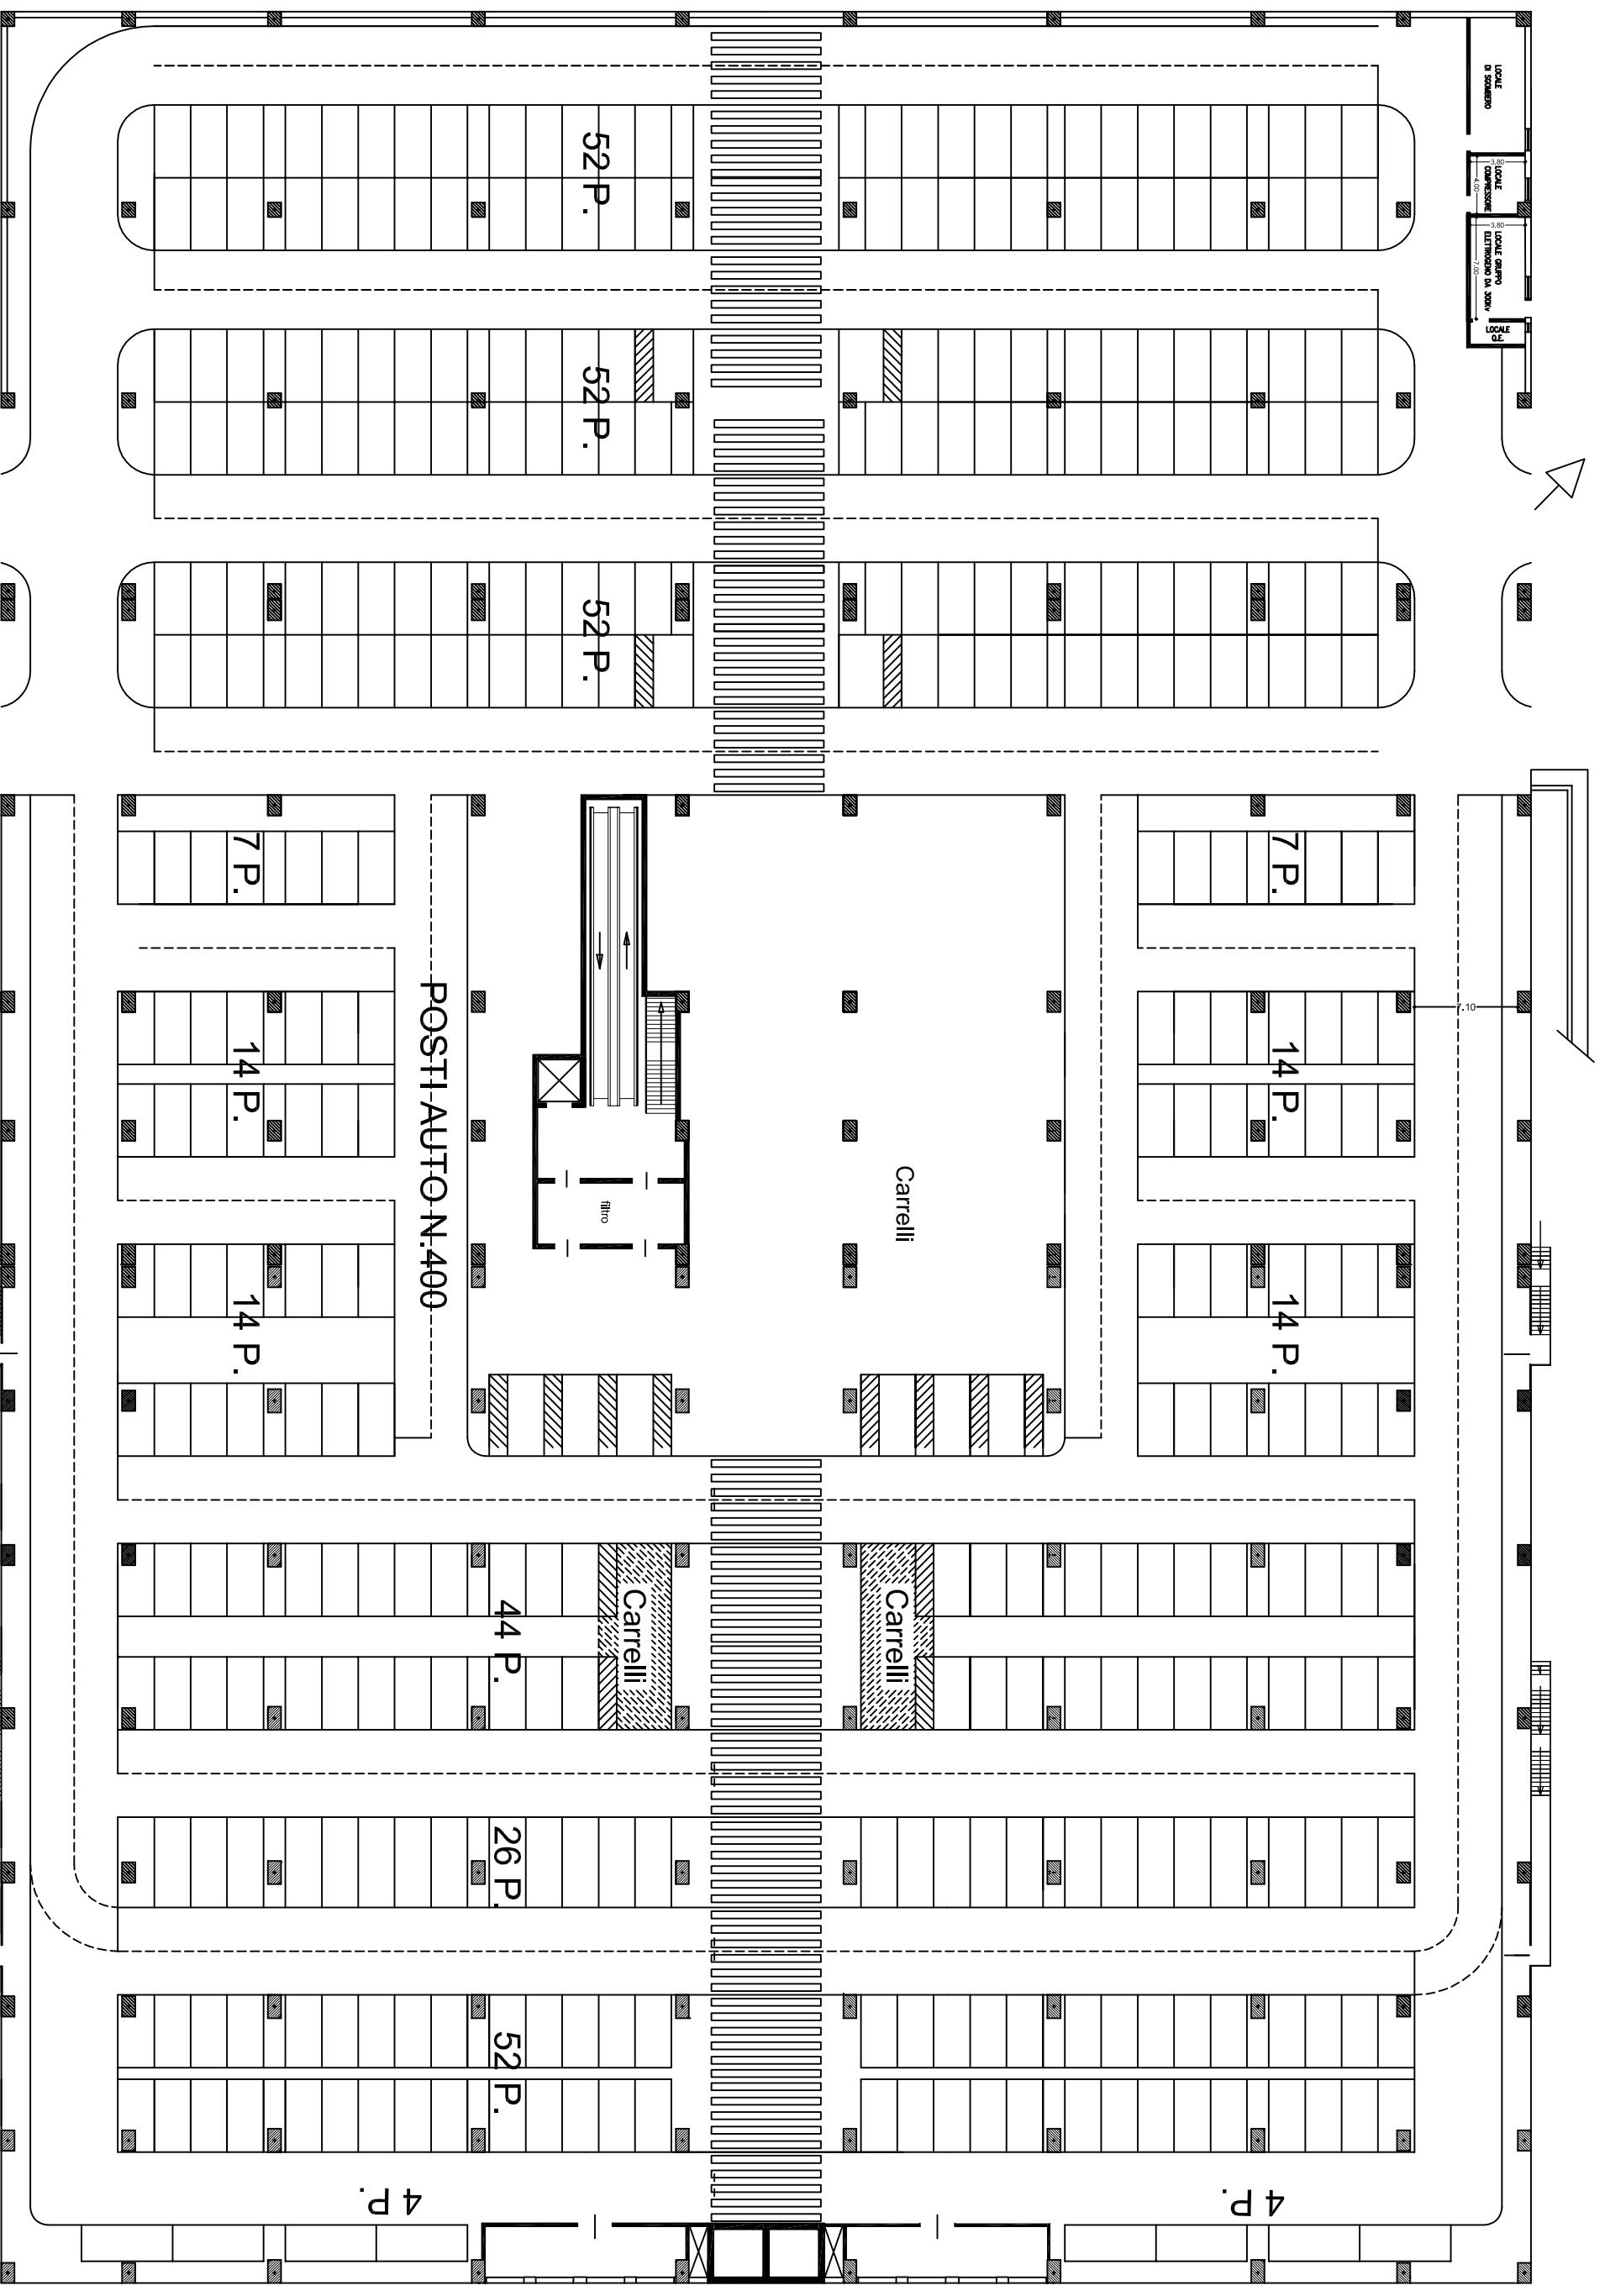 LOCALE
DI SGOMBERO
3.80
LOCALE
COMPRESSORE
4.00
3.80
LOCALE GRUPPO
ELETTROGENO DA 300Kv
7.00
LOCALE
Q.E.
52 P.
52 P.
52 P.
7 P.
7 P.
14 P.
14 P.
7.10
POSTI AUTO N.400
Carrelli
filtro
14 P.
14 P.
44 P.
Carrelli
Carrelli
26 P.
52 P.
4 P.
4 P.